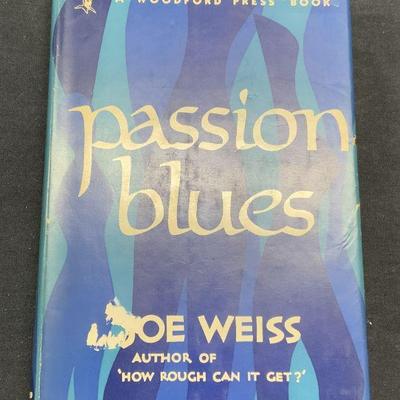 A WOODFORD PRESS BOOK
passion
blues
JOE WEISS
AUTHOR OF
'HOW ROUGH CAN IT GET?'